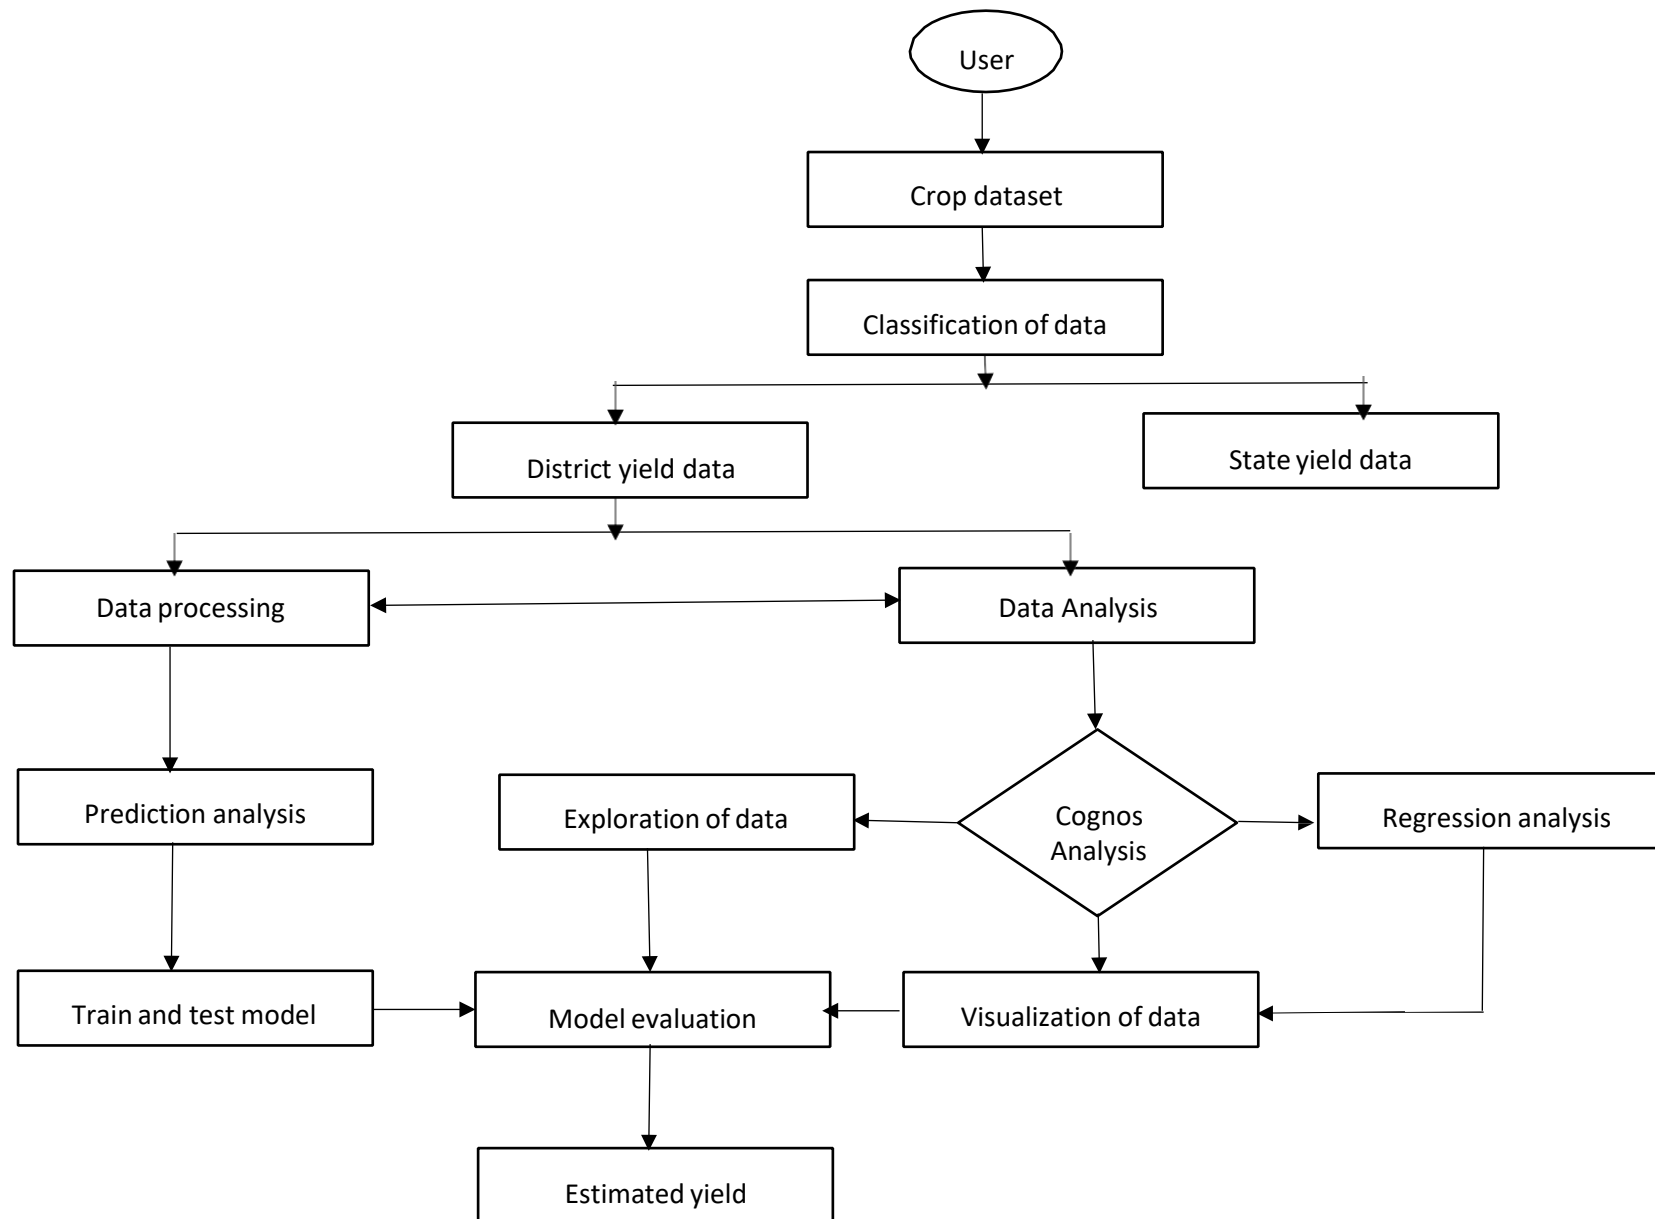 User
Crop dataset
Classification of data
District yield data
State yield data
Data processing
Data Analysis
Prediction analysis
Exploration of data
Cognos
Analysis
Regression analysis
Train and test model
Model evaluation
Visualization of data
Estimated yield